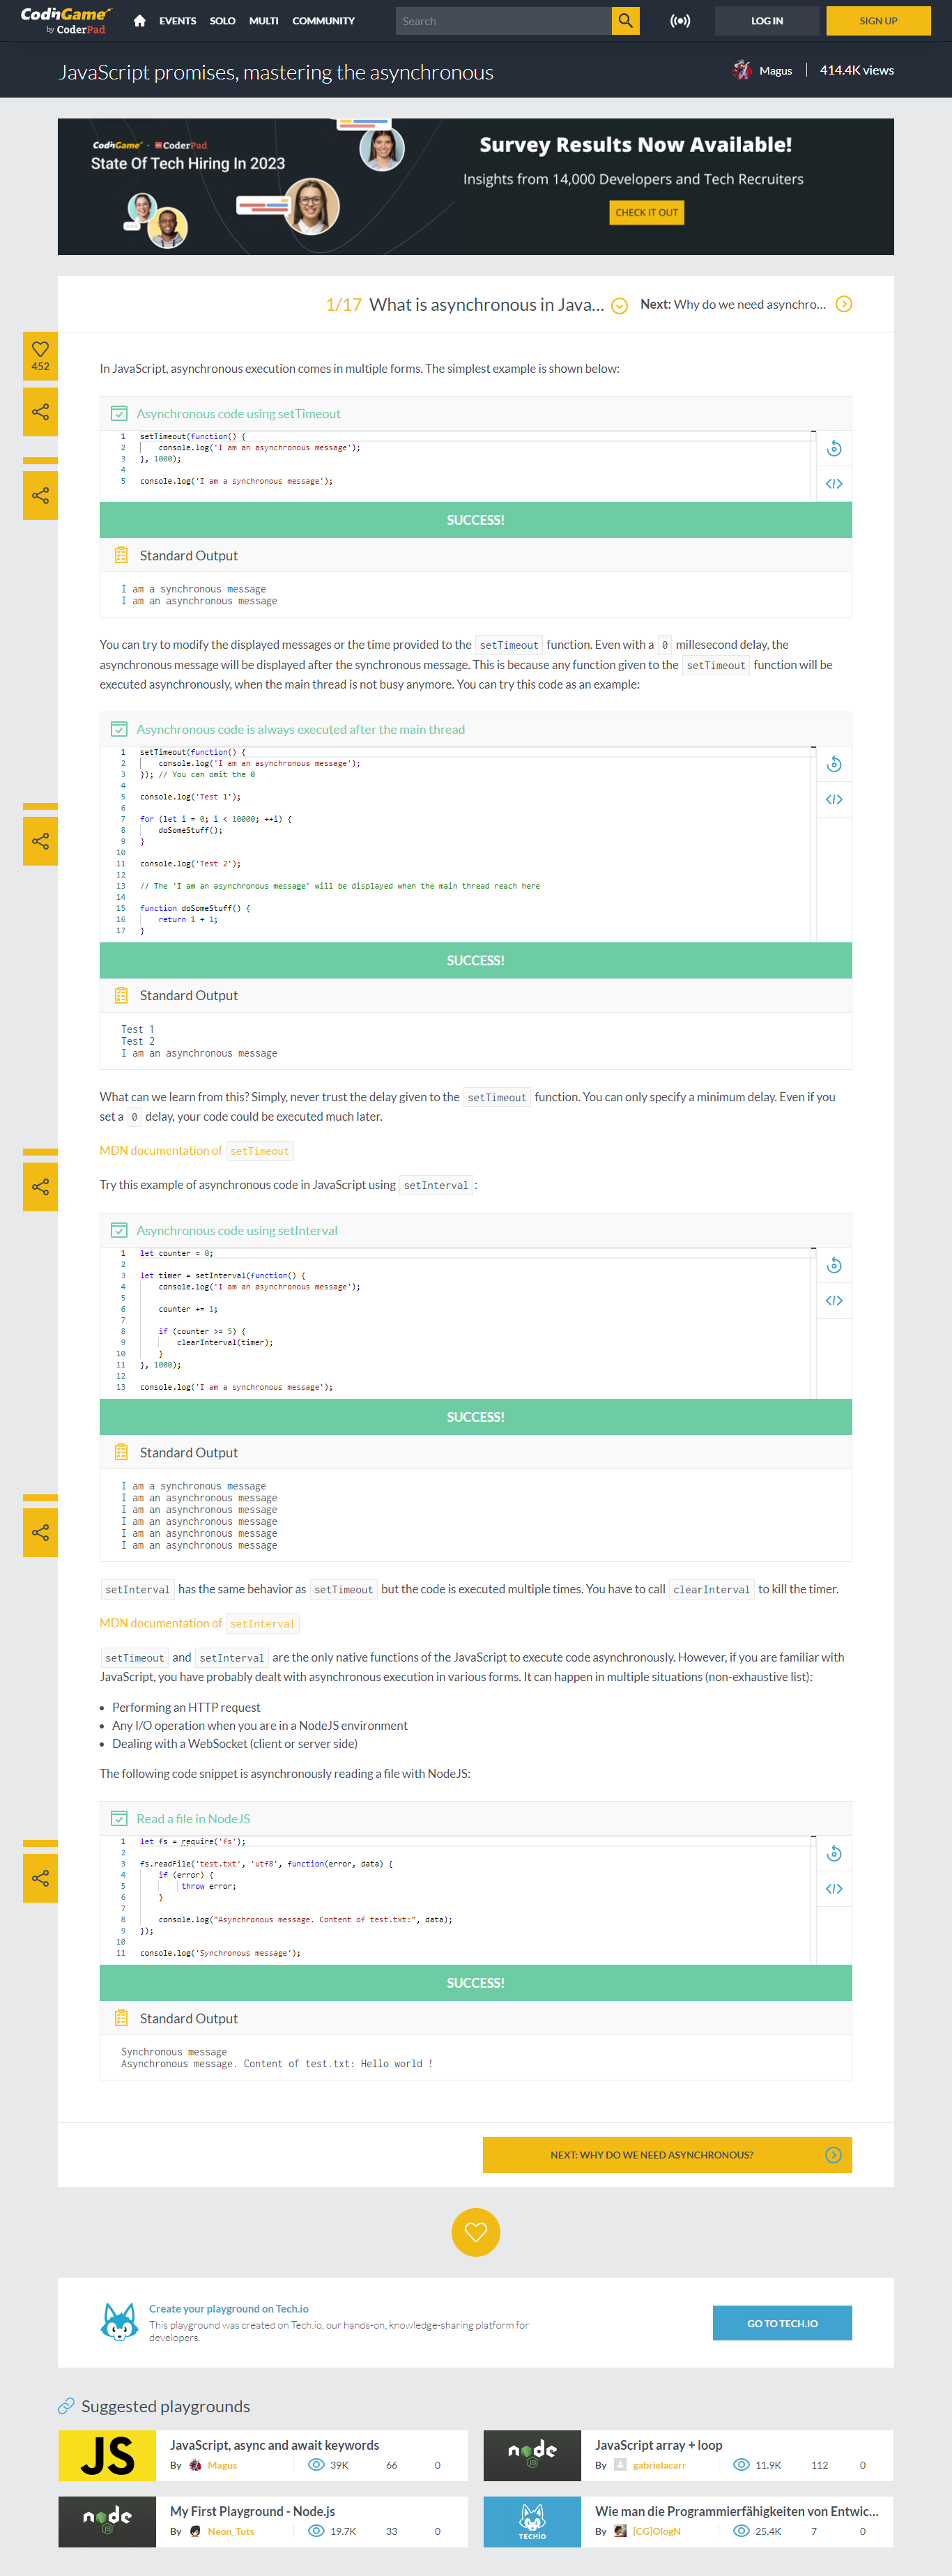 CodinGame
by CoderPad
EVENTS SOLO MULTI COMMUNITY
Search
LOG IN
SIGN UP
JavaScript promises, mastering the asynchronous
Magus
414.4K views
CodinGame · CoderPad
State Of Tech Hiring In 2023
Survey Results Now Available!
Insights from 14,000 Developers and Tech Recruiters
CHECK IT OUT
1/17 What is asynchronous in Java...
Next: Why do we need asynchro...
452
In JavaScript, asynchronous execution comes in multiple forms. The simplest example is shown below:
Asynchronous code using setTimeout
1 setTimeout(function() {
2 console.log('I am an asynchronous message');
3 }, 1000);
4
5 console.log('I am a synchronous message');
SUCCESS!
Standard Output
I am a synchronous message
I am an asynchronous message
You can try to modify the displayed messages or the time provided to the setTimeout function. Even with a 0 millesecond delay, the
asynchronous message will be displayed after the synchronous message. This is because any function given to the setTimeout function will be
executed asynchronously, when the main thread is not busy anymore. You can try this code as an example:
Asynchronous code is always executed after the main thread
1 setTimeout(function() {
2 console.log('I am an asynchronous message');
3 }); // You can omit the 0
4
5 console.log('Test 1');
6
7 for (let i = 0; i < 10000; ++i) {
8 doSomeStuff();
9 }
10
11 console.log('Test 2');
12
13 // The 'I am an asynchronous message' will be displayed when the main thread reach here
14
15 function doSomeStuff() {
16 return 1 + 1;
17 }
SUCCESS!
Standard Output
Test 1
Test 2
I am an asynchronous message
What can we learn from this? Simply, never trust the delay given to the setTimeout function. You can only specify a minimum delay. Even if you
set a 0 delay, your code could be executed much later.
MDN documentation of setTimeout
Try this example of asynchronous code in JavaScript using setInterval :
Asynchronous code using setInterval
1 let counter = 0;
2
3 let timer = setInterval(function() {
4 console.log('I am an asynchronous message');
5
6 counter += 1;
7
8 if (counter >= 5) {
9 clearInterval(timer);
10 }
11 }, 1000);
12
13 console.log('I am a synchronous message');
SUCCESS!
Standard Output
I am a synchronous message
I am an asynchronous message
I am an asynchronous message
I am an asynchronous message
I am an asynchronous message
I am an asynchronous message
setInterval has the same behavior as setTimeout but the code is executed multiple times. You have to call clearInterval to kill the timer.
MDN documentation of setInterval
setTimeout and setInterval are the only native functions of the JavaScript to execute code asynchronously. However, if you are familiar with
JavaScript, you have probably dealt with asynchronous execution in various forms. It can happen in multiple situations (non-exhaustive list):
• Performing an HTTP request
• Any I/O operation when you are in a NodeJS environment
• Dealing with a WebSocket (client or server side)
The following code snippet is asynchronously reading a file with NodeJS:
Read a file in NodeJS
1 let fs = require('fs');
2
3 fs.readFile('test.txt', 'utf8', function(error, data) {
4 if (error) {
5 throw error;
6 }
7
8 console.log("Asynchronous message. Content of test.txt:", data);
9 });
10
11 console.log('Synchronous message');
SUCCESS!
Standard Output
Synchronous message
Asynchronous message. Content of test.txt: Hello world !
NEXT: WHY DO WE NEED ASYNCHRONOUS?
Create your playground on Tech.io
This playground was created on Tech.io, our hands-on, knowledge-sharing platform for
developers.
GO TO TECH.IO
Suggested playgrounds
JS
JavaScript, async and await keywords
By Magus 39K 66 0
node
JS
JavaScript array + loop
By gabrielacarr 11.9K 112 0
node
JS
My First Playground - Node.js
By Neon_Tuts 19.7K 33 0
TECH.IO
Wie man die Programmierfähigkeiten von Entwic...
By [CG]OlogN 25.4K 7 0